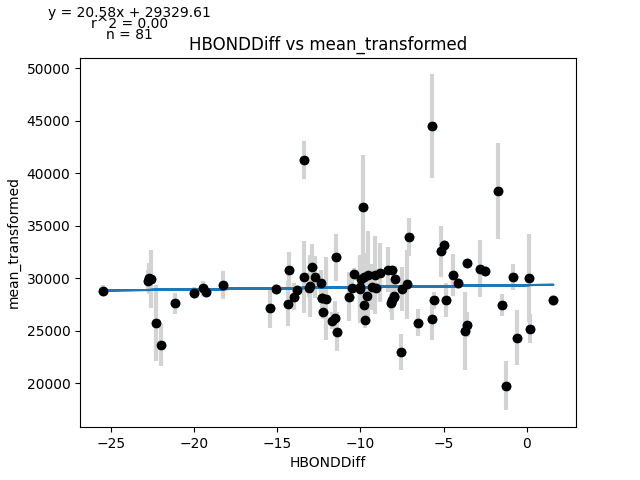 y = 20.58x + 29329.61
r^2 = 0.00
n = 81
HBONDDiff vs mean_transformed
50000
45000
40000
35000
30000
25000
20000
mean_transformed
−25
−20
−15
−10
−5
0
HBONDDiff